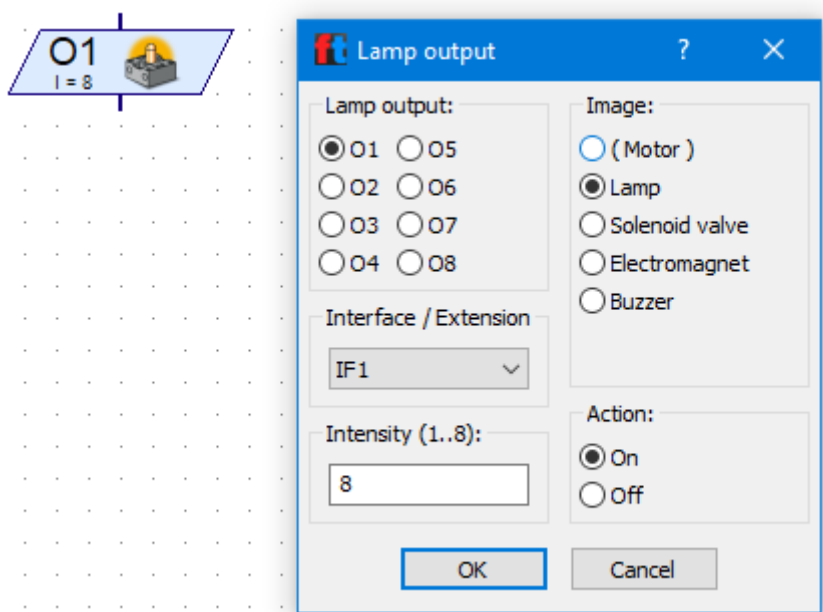 O1
I = 8
ft Lamp output ? ×
Lamp output:
O1 O5
O2 O6
O3 O7
O4 O8
Interface / Extension
IF1
Intensity (1..8):
8
Image:
( Motor )
Lamp
Solenoid valve
Electromagnet
Buzzer
Action:
On
Off
OK Cancel